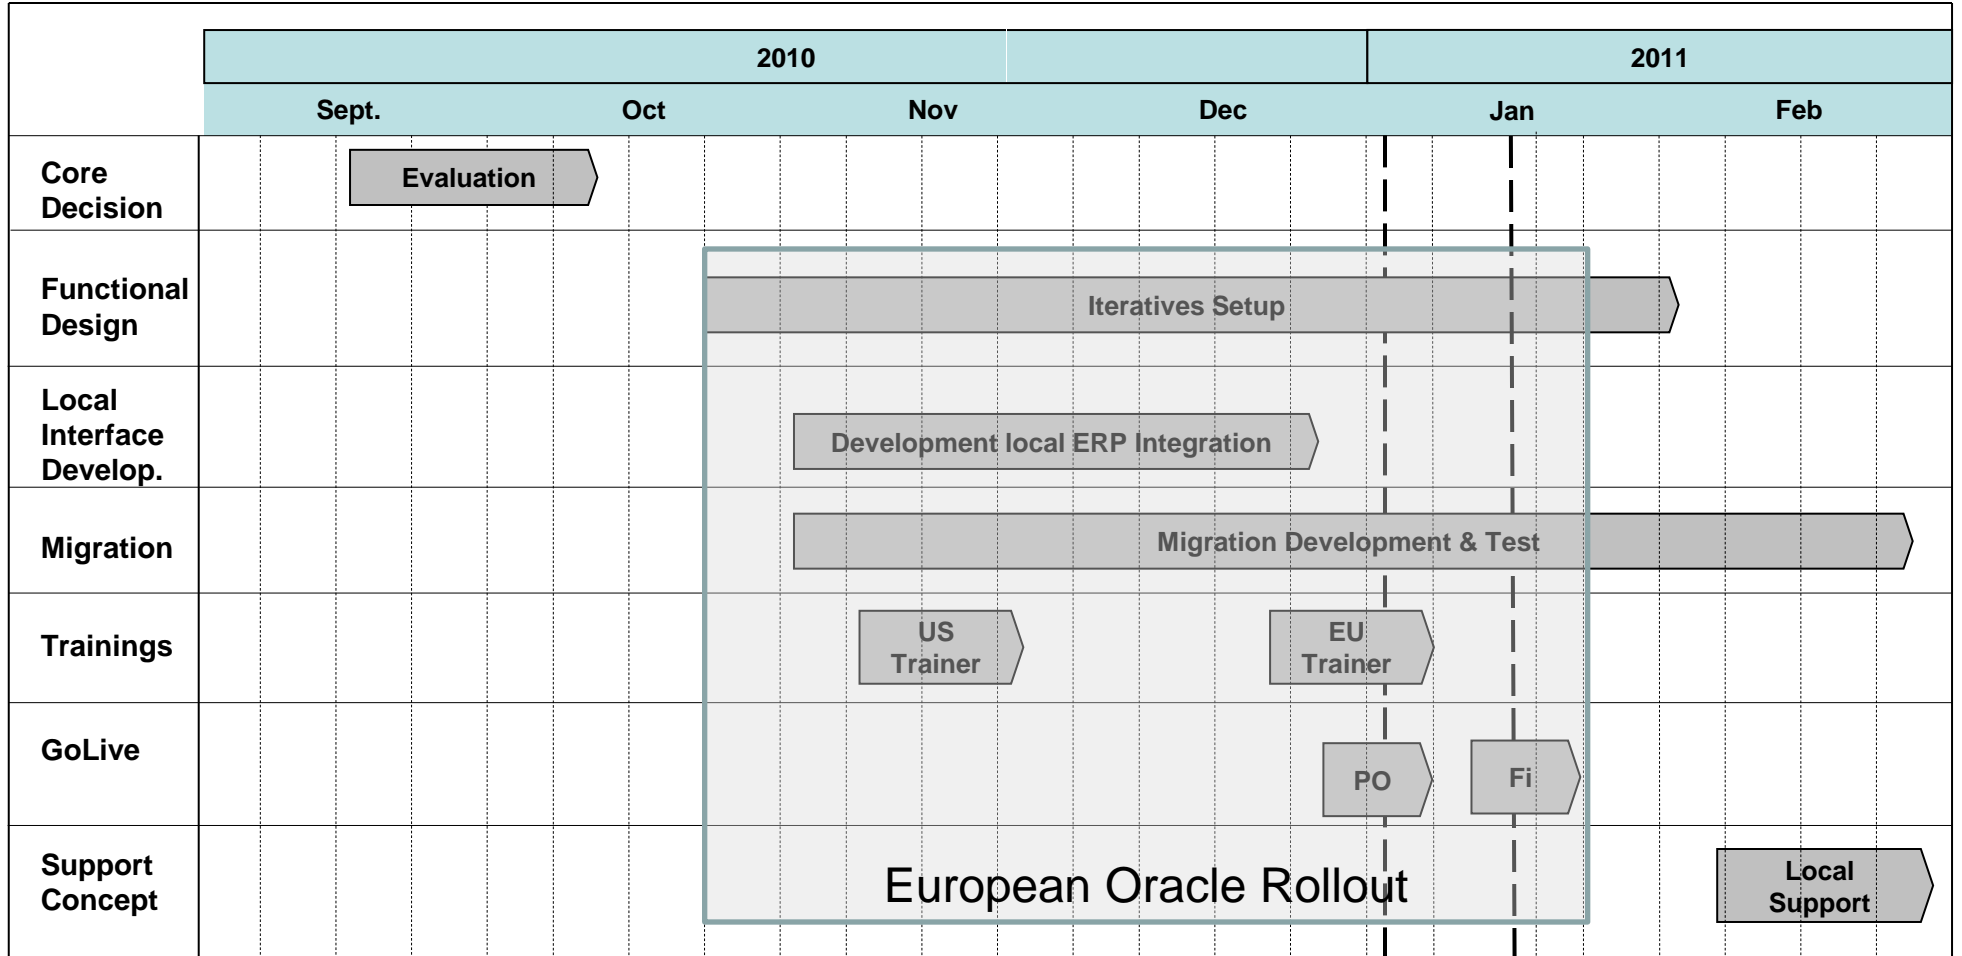 2010
2011
Sept.
Oct
Nov
Dec
Jan
Feb
Core
Decision
Evaluation
Functional
Design
Iteratives Setup
Local
Interface
Develop.
Development local ERP Integration
Migration
Migration Development & Test
Trainings
US
Trainer
EU
Trainer
GoLive
PO
Fi
Support
Concept
European Oracle Rollout
Local
Support